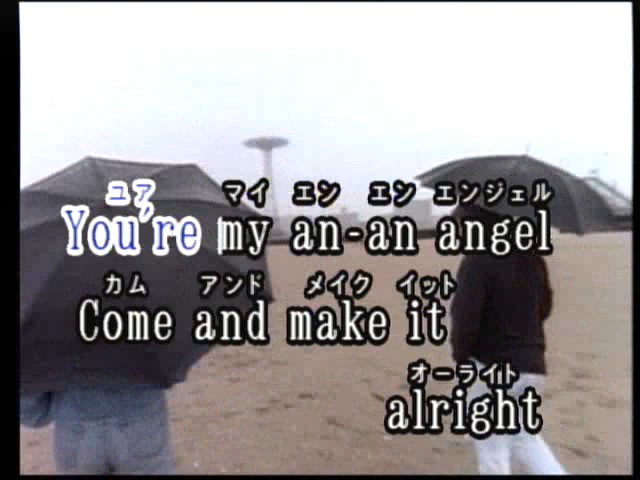 ユア マイ エン エン エンジェル
You're my an-an angel
カム アンド メイク イット
Come and make it
オーライト
alright